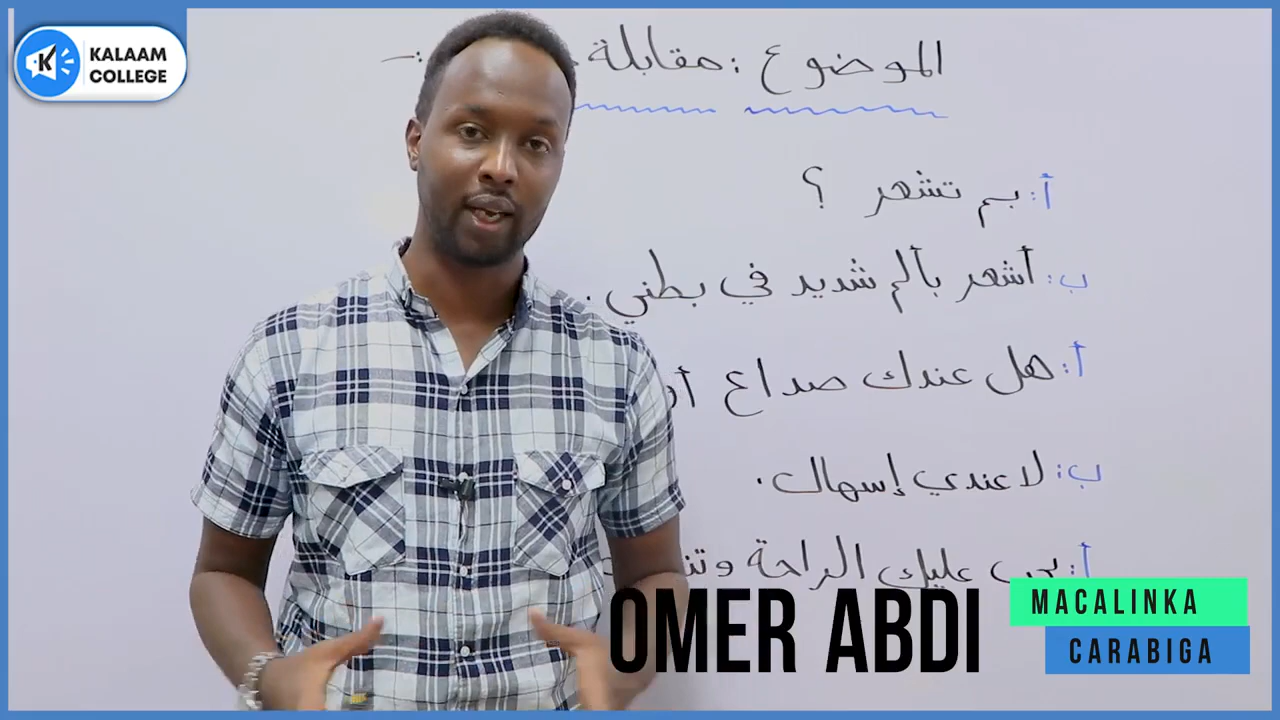 KALAAM
COLLEGE
الموضوع : مقابلة
أ: بم تشعر ؟
ب: أشعر بألم شديد في بطني.
أ: هل عندك صداع
ب: لا عندي إسهال.
أ: يجب عليك الراحة
OMER ABDI
MACALINKA
CARABIGA